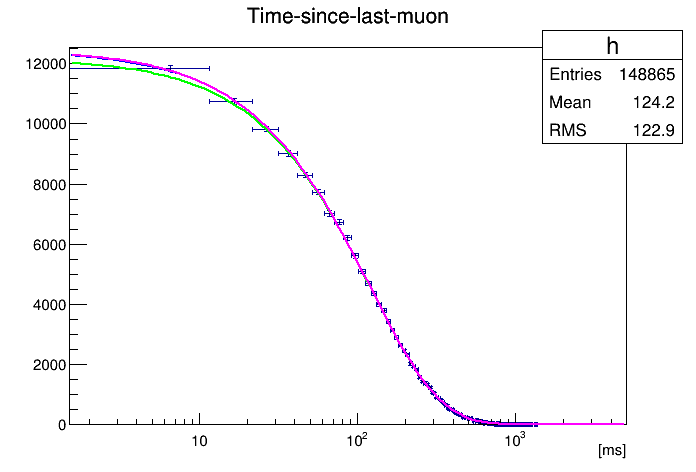 Time-since-last-muon
h
Entries 148865
Mean 124.2
RMS 122.9
12000
10000
8000
6000
4000
2000
0
10 10² 10³
[ms]